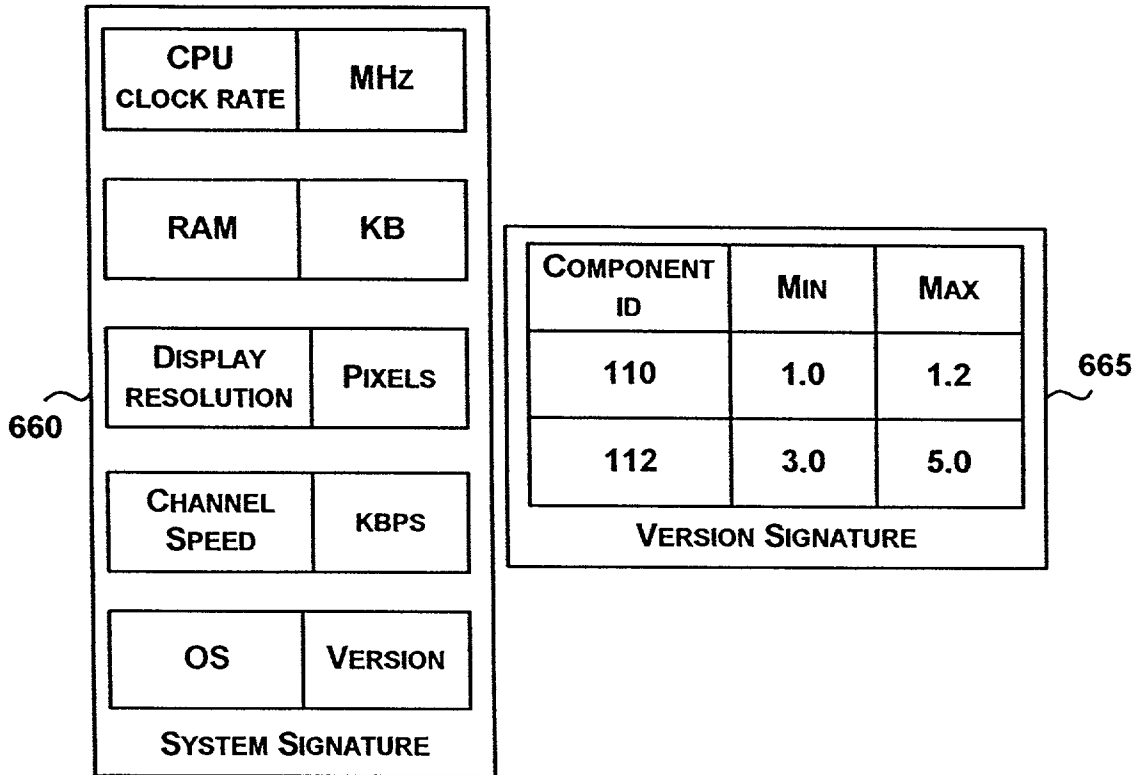 CPU
CLOCK RATE
MHZ
RAM
KB
DISPLAY
RESOLUTION
PIXELS
CHANNEL
SPEED
KBPS
OS
VERSION
SYSTEM SIGNATURE
660
COMPONENT
ID
MIN
MAX
110
1.0
1.2
112
3.0
5.0
VERSION SIGNATURE
665